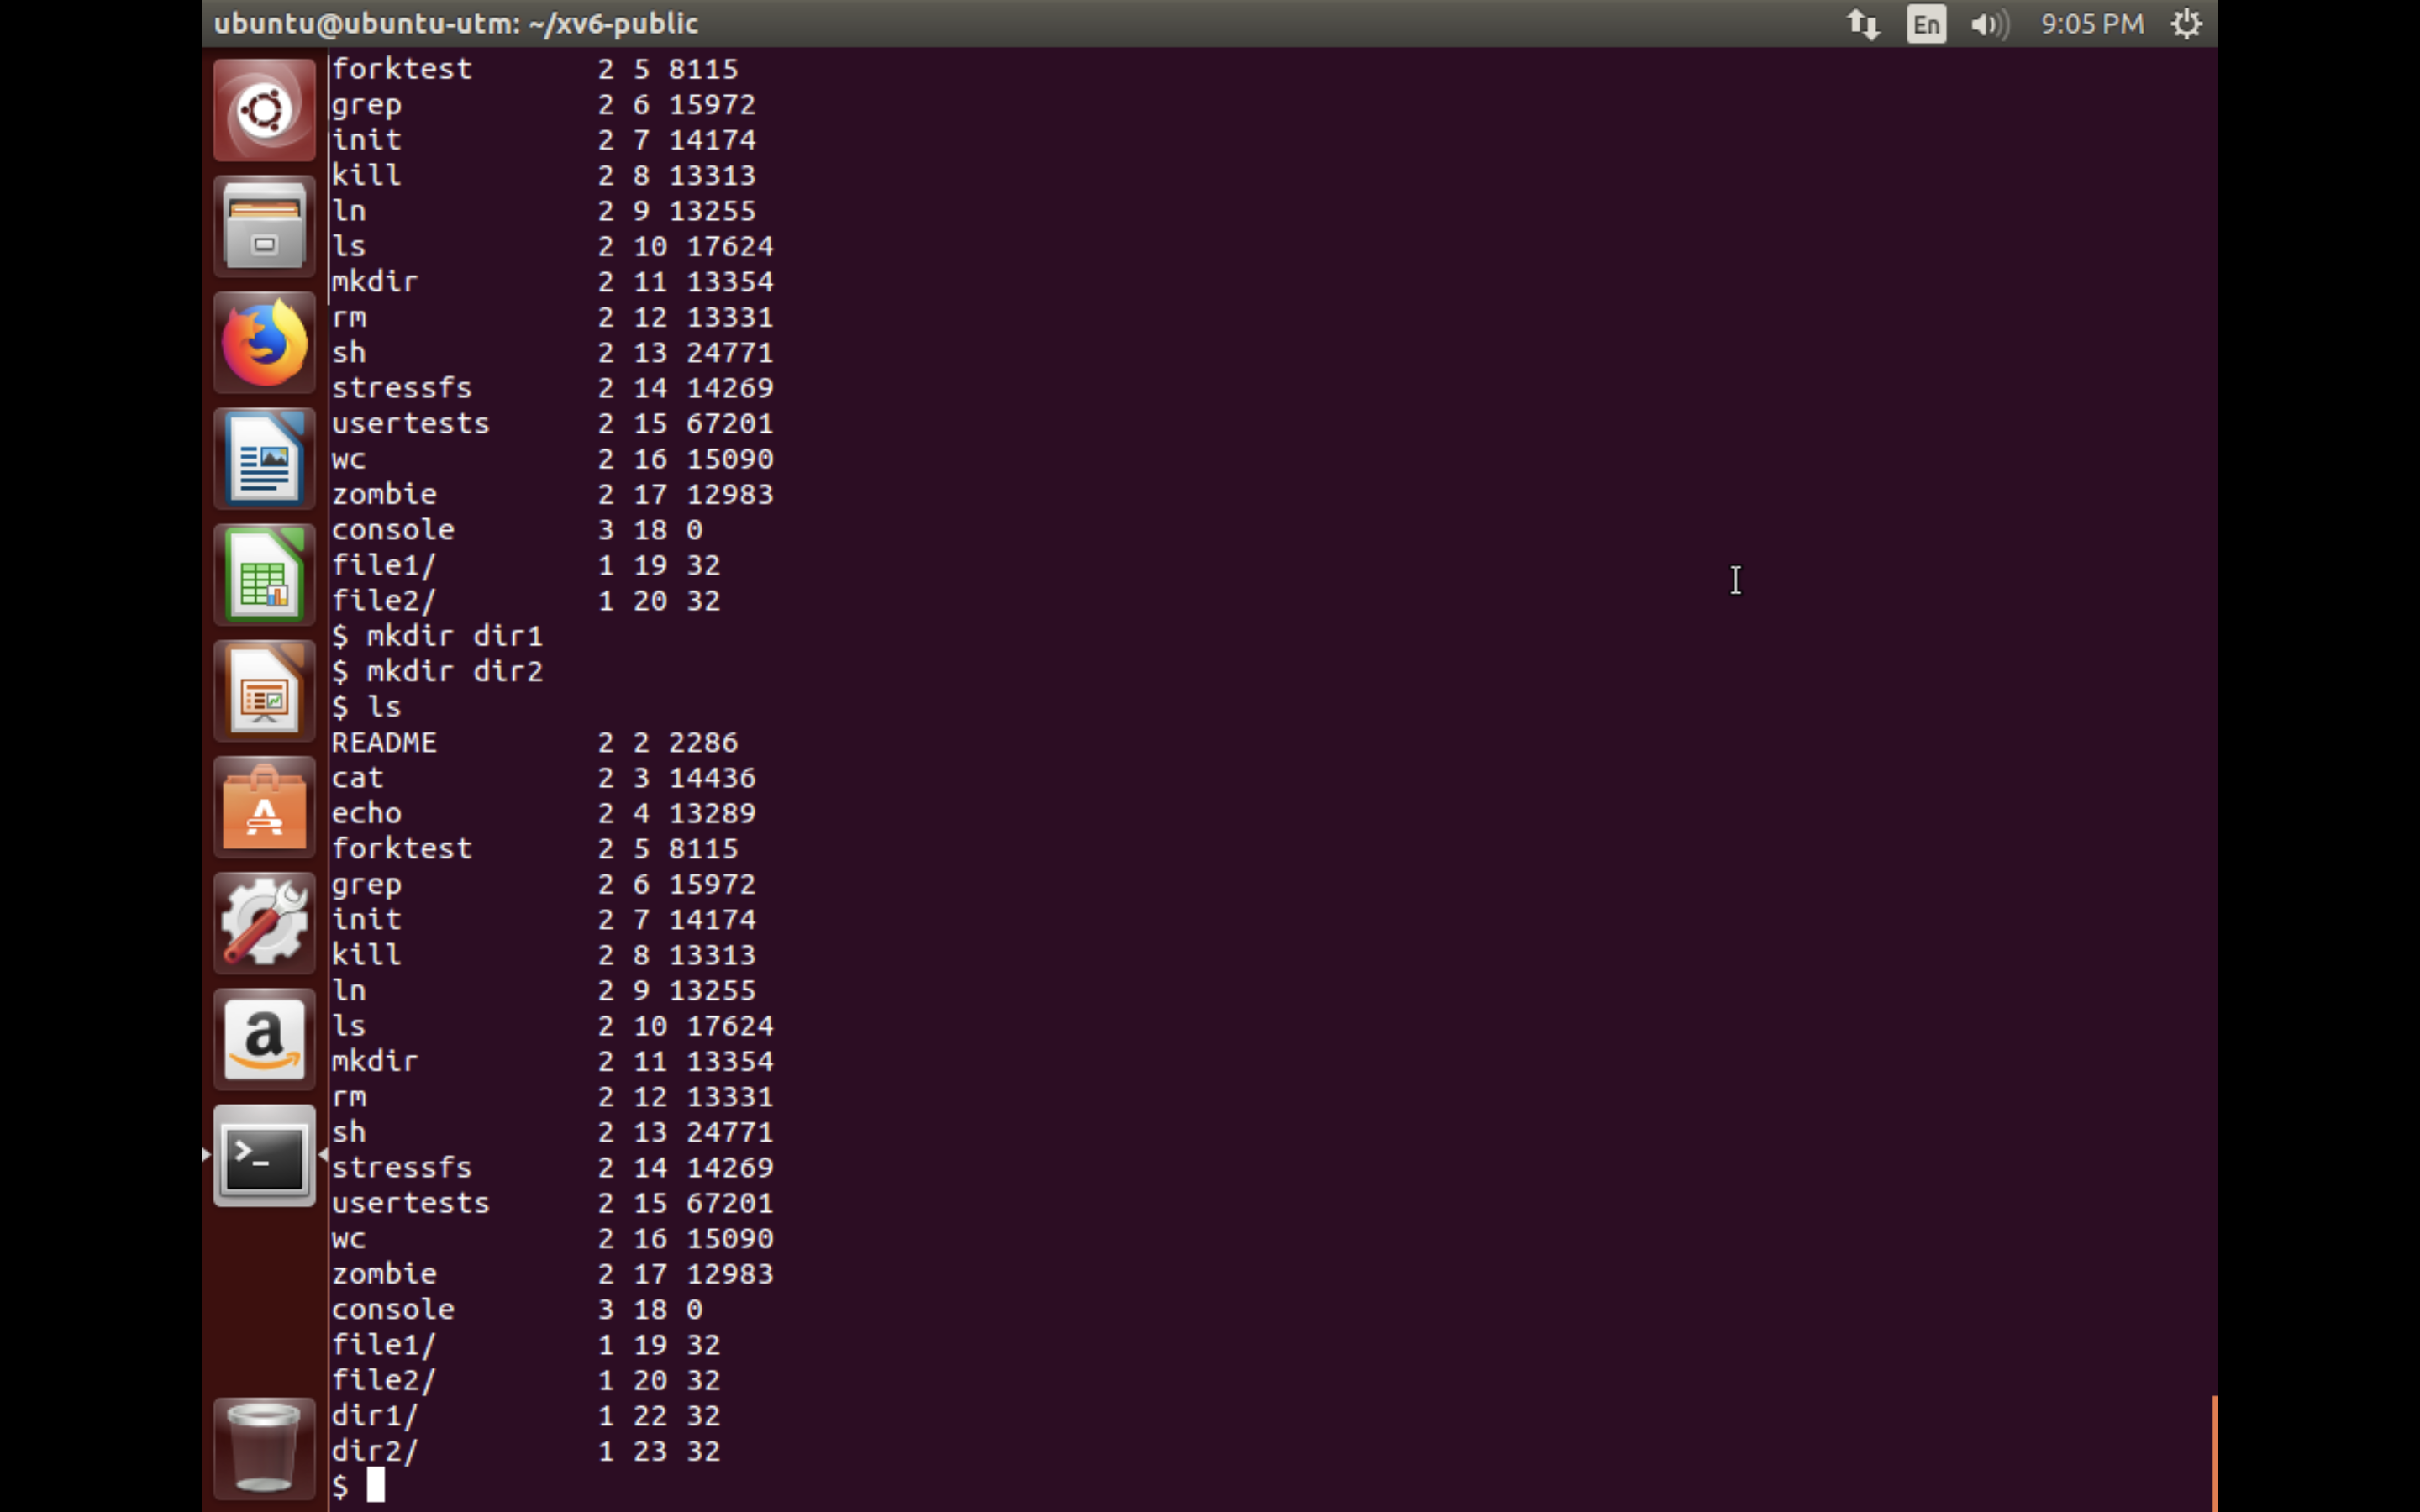 ubuntu@ubuntu-utm: ~/xv6-public En 9:05 PM
forktest 2 5 8115
grep 2 6 15972
init 2 7 14174
kill 2 8 13313
ln 2 9 13255
ls 2 10 17624
mkdir 2 11 13354
rm 2 12 13331
sh 2 13 24771
stressfs 2 14 14269
usertests 2 15 67201
wc 2 16 15090
zombie 2 17 12983
console 3 18 0
file1/ 1 19 32
file2/ 1 20 32
$ mkdir dir1
$ mkdir dir2
$ ls
README 2 2 2286
cat 2 3 14436
echo 2 4 13289
forktest 2 5 8115
grep 2 6 15972
init 2 7 14174
kill 2 8 13313
ln 2 9 13255
ls 2 10 17624
mkdir 2 11 13354
rm 2 12 13331
sh 2 13 24771
stressfs 2 14 14269
usertests 2 15 67201
wc 2 16 15090
zombie 2 17 12983
console 3 18 0
file1/ 1 19 32
file2/ 1 20 32
dir1/ 1 22 32
dir2/ 1 23 32
$